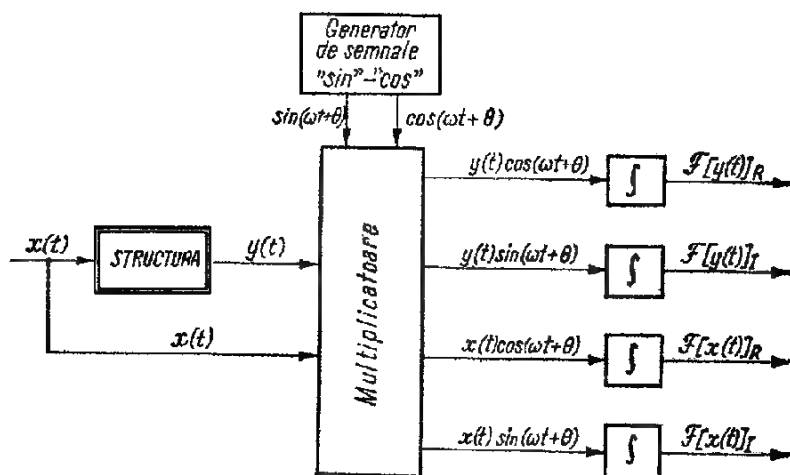 Generator
de semnale
"sin"-"cos"
sin(ωt+θ)
cos(ωt+θ)
y(t)cos(ωt+θ)
∫
ℱ[y(t)]R
x(t)
STRUCTURA
y(t)
Multiplicatoare
y(t)sin(ωt+θ)
∫
ℱ[y(t)]I
x(t)
x(t)cos(ωt+θ)
∫
ℱ[x(t)]R
x(t)sin(ωt+θ)
∫
ℱ[x(t)]I